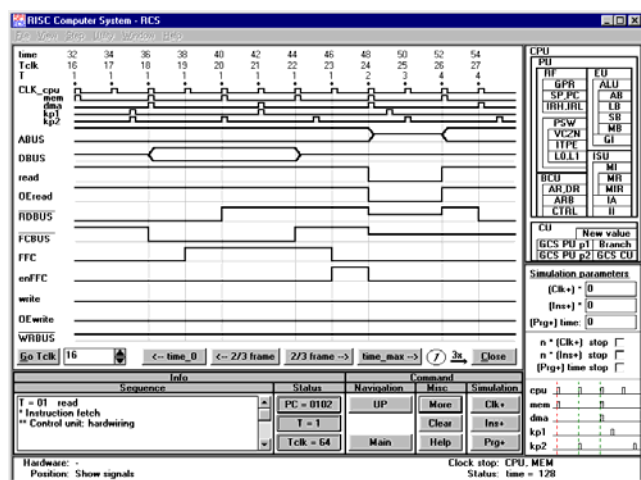 RISC Computer System - RCS
File View Step Utility Window Help
time 32 34 36 38 40 42 44 46 48 50 52 54
Tclk 16 17 18 19 20 21 22 23 24 25 26 27
T 1 1 1 1 1 1 1 1 2 3 4 4
CLK_cpu
mem
dma
kp1
kp2
ABUS
DBUS
read
OEread
RDBUS
FCBUS
FFC
enFFC
write
OEwrite
WRBUS
Go Tclk 16 <-- time_0 <-- 2/3 frame 2/3 frame --> time_max --> f 3x Close
CPU
PU
RF EU
GPR ALU
SP,PC AB
IRH,IRL LB
SB
PSW MB
VCZN GI
ITPE
L0,L1 ISU
MI
BCU MR
AR,DR MIR
ARB IA
CTRL II
CU New value
GCS PU p1 Branch
GCS PU p2 GCS CU
Simulation parameters
(Clk+) * 0
(Ins+) * 0
(Prg+) time: 0
n * (Clk+) stop
n * (Ins+) stop
(Prg+) time stop
cpu
mem
dma
kp1
kp2
Info Command
Sequence Status Navigation Misc Simulation
T = 01 read PC = 0102 UP More Clk+
* Instruction fetch T = 1 Clear Ins+
** Control unit: hardwiring Tclk = 64 Main Help Prg+
Hardware: - Clock stop: CPU, MEM
Position: Show signals Status: time = 128